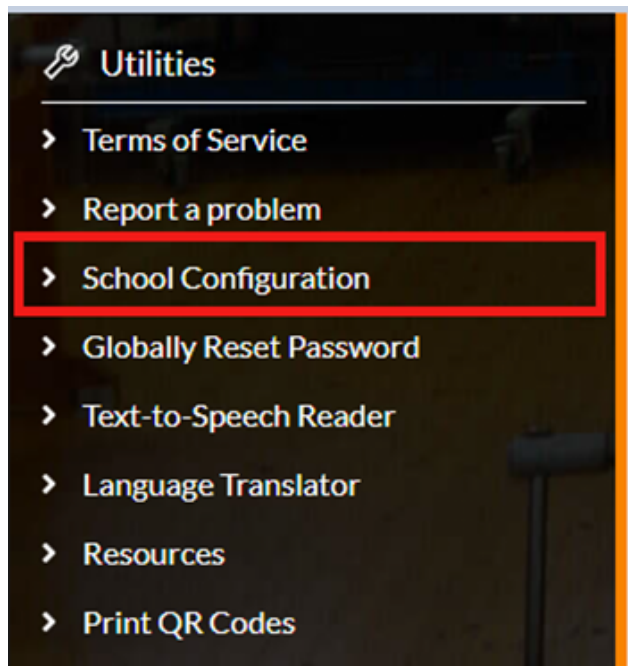 Utilities
Terms of Service
Report a problem
School Configuration
Globally Reset Password
Text-to-Speech Reader
Language Translator
Resources
Print QR Codes